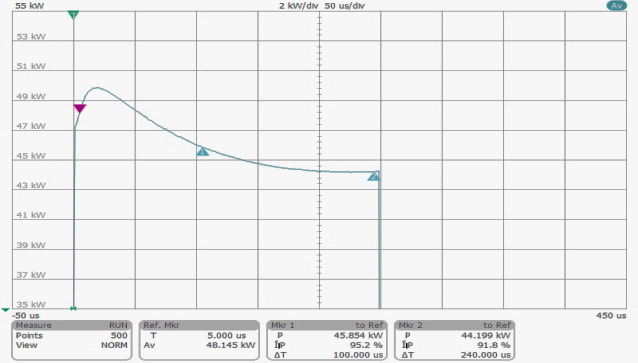 55 kW
2 kW/div 50 us/div
Av
53 kW
51 kW
49 kW
47 kW
45 kW
43 kW
41 kW
39 kW
37 kW
35 kW
-50 us
450 us
Measure RUN
Points 500
View NORM
Ref. Mkr
T 5.000 us
Av 48.145 kW
Mkr 1 to Ref
P 45.854 kW
P 95.2 %
ΔT 100.000 us
Mkr 2 to Ref
P 44.199 kW
P 91.8 %
ΔT 240.000 us